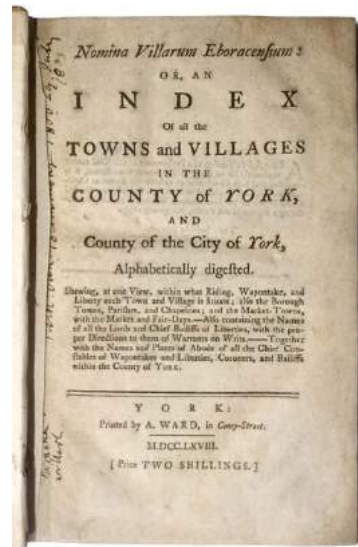 Nomina Villarum Eboracensium:
OR, AN
INDEX
Of all the
TOWNS and VILLAGES
IN THE
COUNTY of YORK,
AND
County of the City of York,
Alphabetically digested.
Shewing, at one View, within what Riding, Wapontake, and
Liberty each Town and Village is situate; also the Borough
Towns, Parishes, and Chapelries; and the Market-Towns,
with the Market and Fair-Days.—Also containing the Names
of all the Lords and Chief Bailiffs of Liberties, with the pro-
per Directions to them of Warrants on Writs.——Together
with the Names and Places of Abode of all the Chief Con-
stables of Wapontakes and Liberties, Coroners, and Bailiffs
within the County of YORK.
YORK:
Printed by A. WARD, in Coney-Street.
M.DCC.LXVIII.
[Price TWO SHILLINGS.]